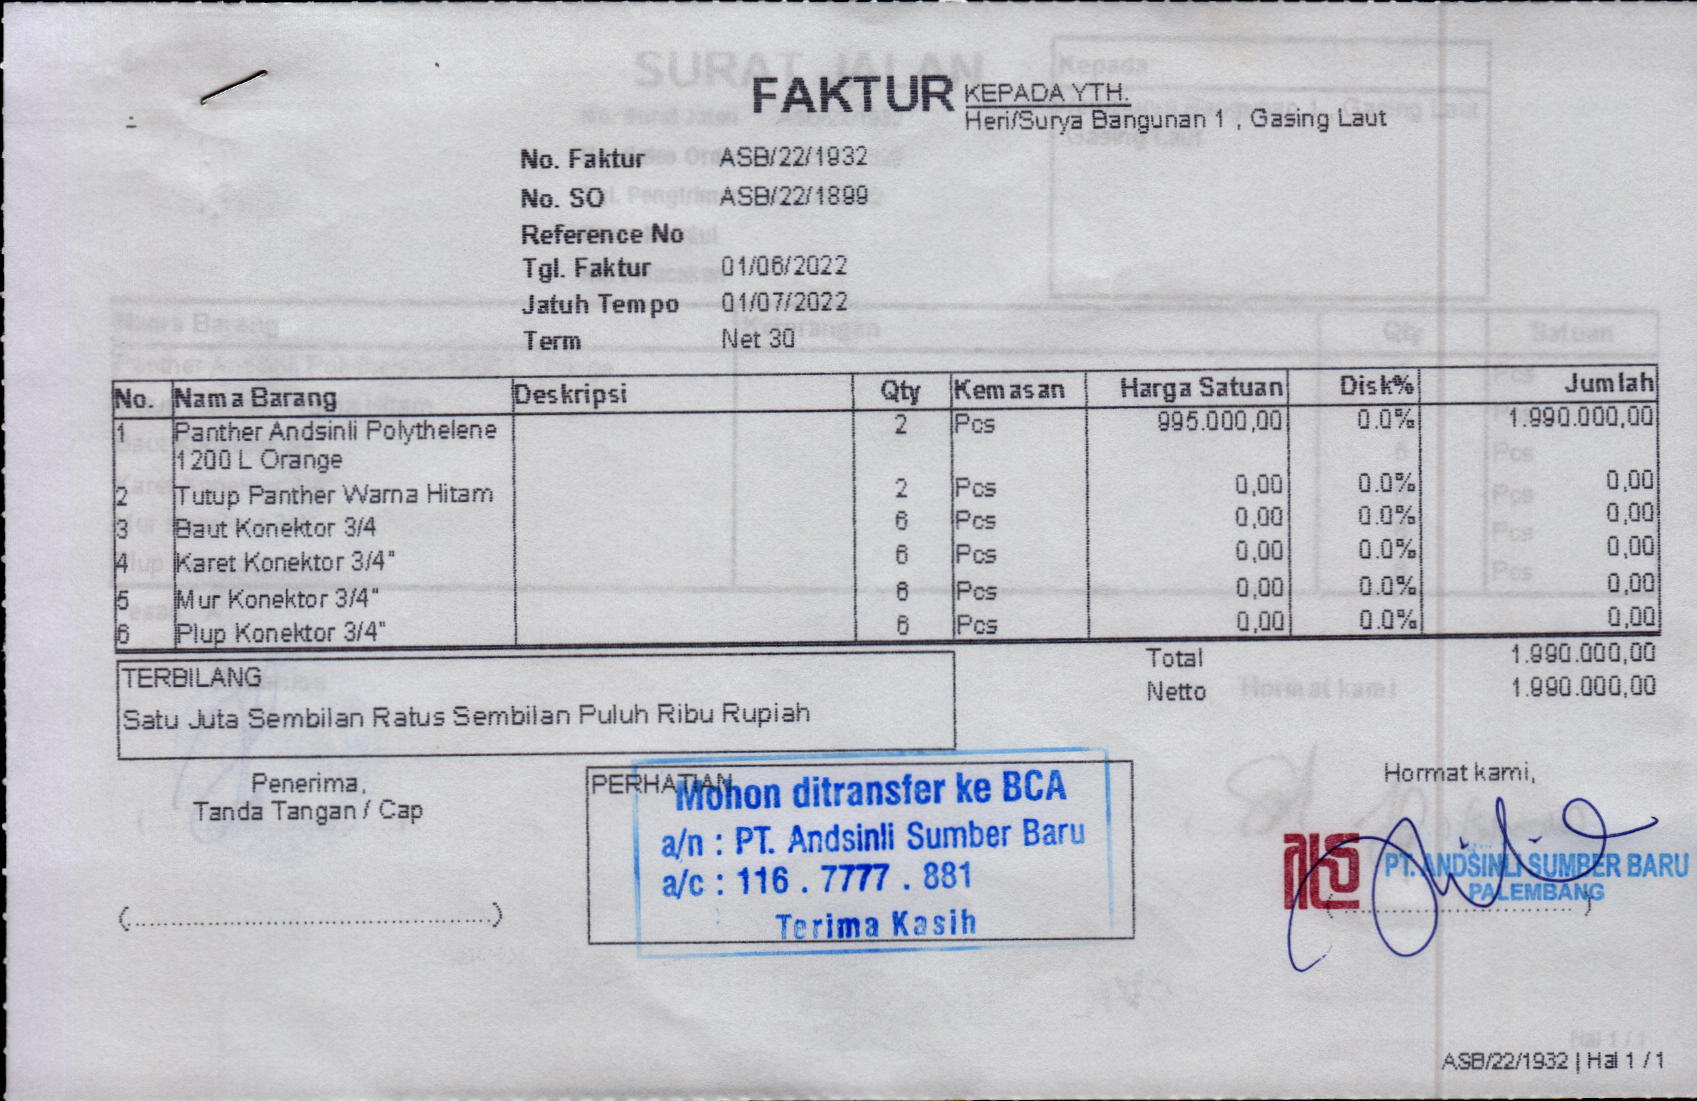 FAKTUR
KEPADA YTH.
Heri/Surya Bangunan 1 , Gasing Laut
No. Faktur ASB/22/1932
No. SO ASB/22/1899
Reference No
Tgl. Faktur 01/06/2022
Jatuh Tempo 01/07/2022
Term Net 30
No. Nama Barang Deskripsi Qty Kemasan Harga Satuan Disk% Jumlah
1 Panther Andsinli Polythelene 2 Pcs 995.000,00 0.0% 1.990.000,00
1200 L Orange
2 Tutup Panther Warna Hitam 2 Pcs 0,00 0.0% 0,00
3 Baut Konektor 3/4 6 Pcs 0,00 0.0% 0,00
4 Karet Konektor 3/4" 6 Pcs 0,00 0.0% 0,00
5 Mur Konektor 3/4" 6 Pcs 0,00 0.0% 0,00
6 Plup Konektor 3/4" 6 Pcs 0,00 0.0% 0,00
Total 1.990.000,00
Netto 1.990.000,00
TERBILANG
Satu Juta Sembilan Ratus Sembilan Puluh Ribu Rupiah
Penerima,
Tanda Tangan / Cap
(..........................................)
PERHATIAN
Mohon ditransfer ke BCA
a/n : PT. Andsinli Sumber Baru
a/c : 116 . 7777 . 881
Terima Kasih
Hormat kami,
PT. ANDSINLI SUMBER BARU
PALEMBANG
ASB/22/1932 | Hal 1 / 1